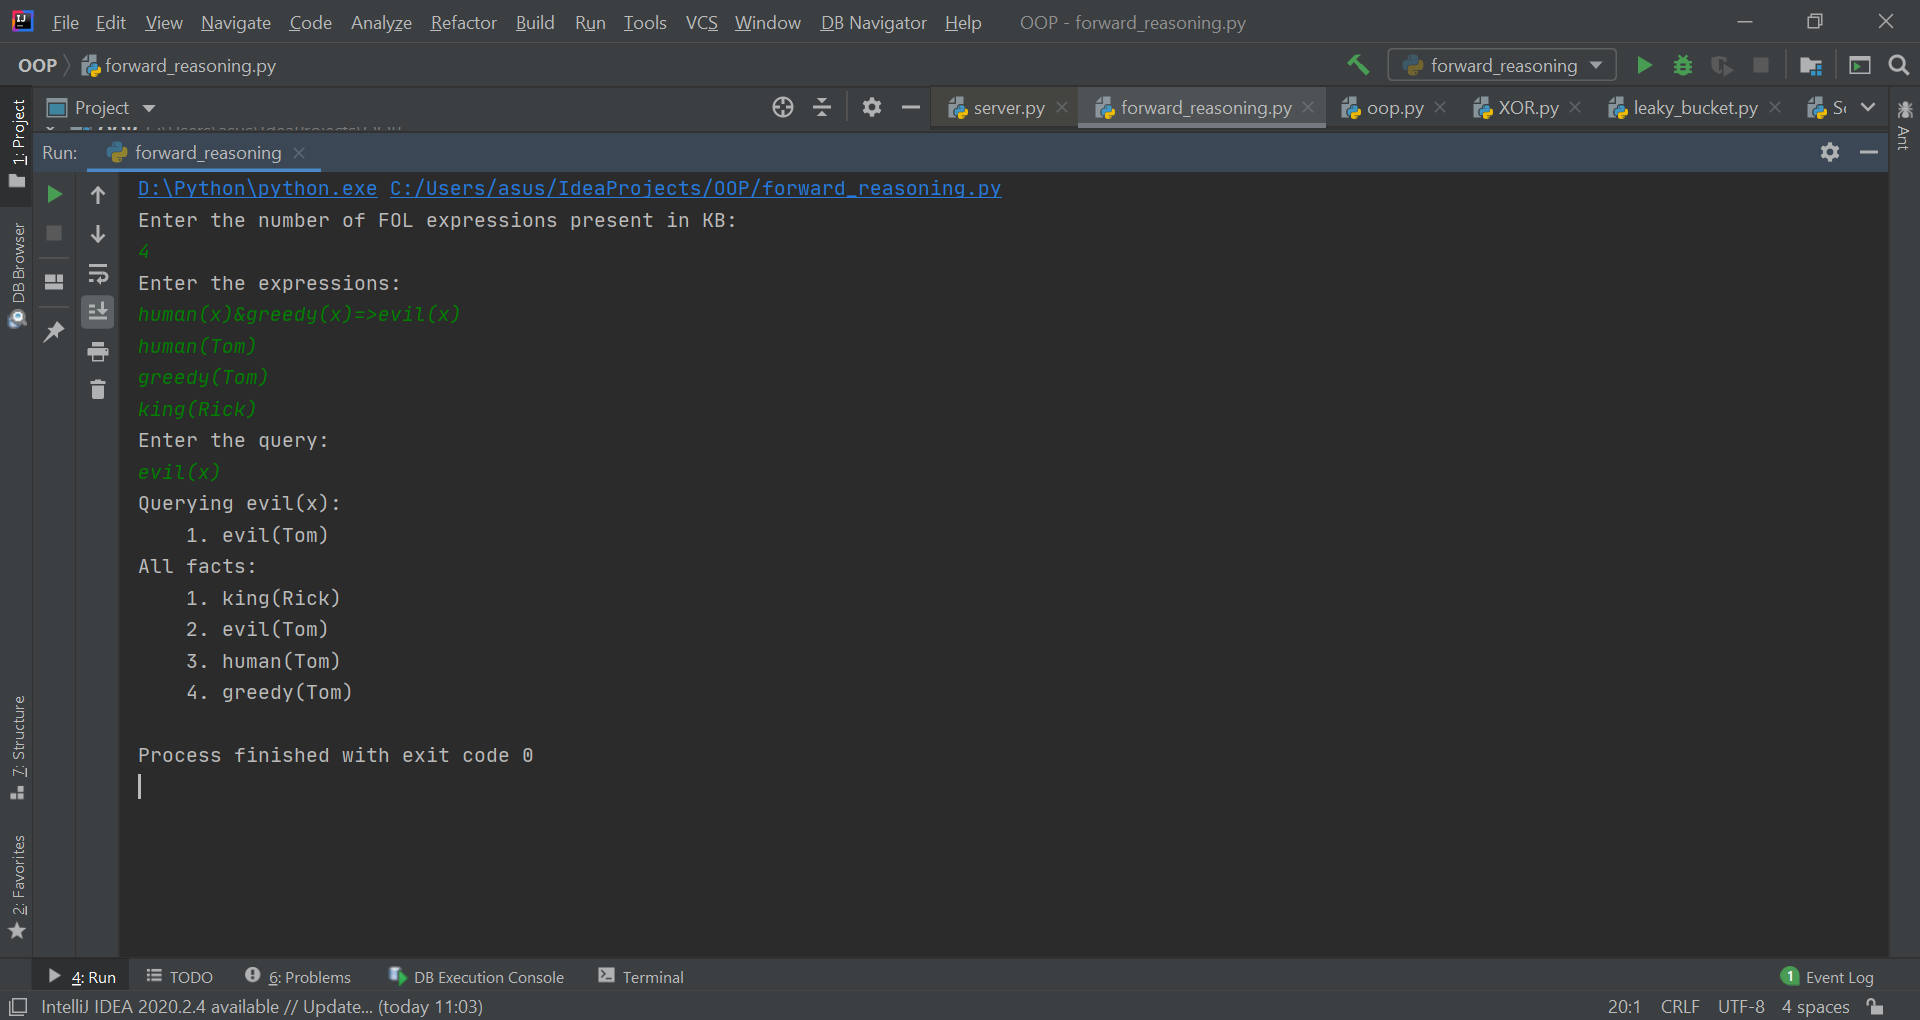 File Edit View Navigate Code Analyze Refactor Build Run Tools VCS Window DB Navigator Help OOP - forward_reasoning.py
OOP forward_reasoning.py forward_reasoning
1: Project
Project server.py forward_reasoning.py oop.py XOR.py leaky_bucket.py
Ant
Run: forward_reasoning
D:\Python\python.exe C:/Users/asus/IdeaProjects/OOP/forward_reasoning.py
Enter the number of FOL expressions present in KB:
4
DB Browser
Enter the expressions:
human(x)&greedy(x)=>evil(x)
human(Tom)
greedy(Tom)
king(Rick)
Enter the query:
evil(x)
Querying evil(x):
1. evil(Tom)
All facts:
1. king(Rick)
2. evil(Tom)
3. human(Tom)
4. greedy(Tom)
7: Structure
Process finished with exit code 0
2: Favorites
4: Run TODO 6: Problems DB Execution Console Terminal 1 Event Log
IntelliJ IDEA 2020.2.4 available // Update... (today 11:03) 20:1 CRLF UTF-8 4 spaces